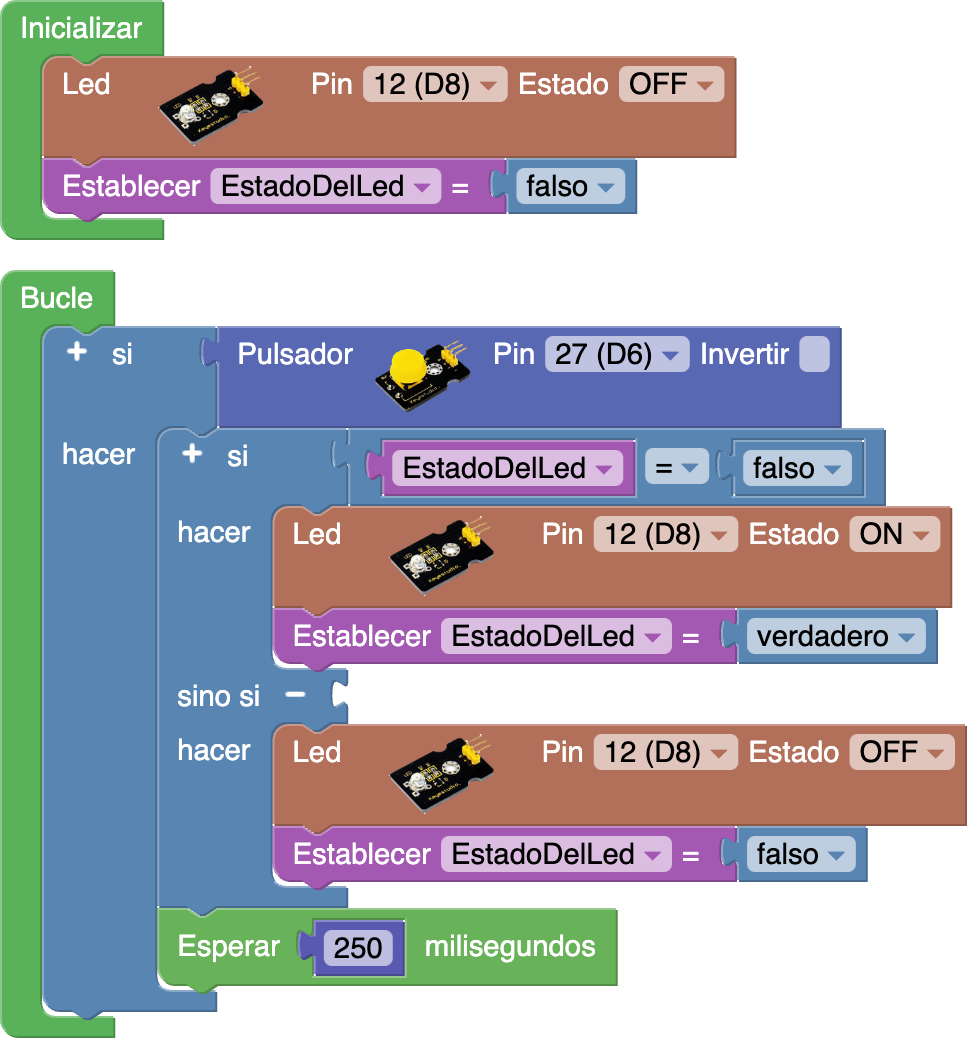 Inicializar
Led Pin 12 (D8) Estado OFF
Establecer EstadoDelLed = falso
Bucle
+ si Pulsador Pin 27 (D6) Invertir
hacer + si EstadoDelLed = falso
hacer Led Pin 12 (D8) Estado ON
Establecer EstadoDelLed = verdadero
sino si −
hacer Led Pin 12 (D8) Estado OFF
Establecer EstadoDelLed = falso
Esperar 250 milisegundos